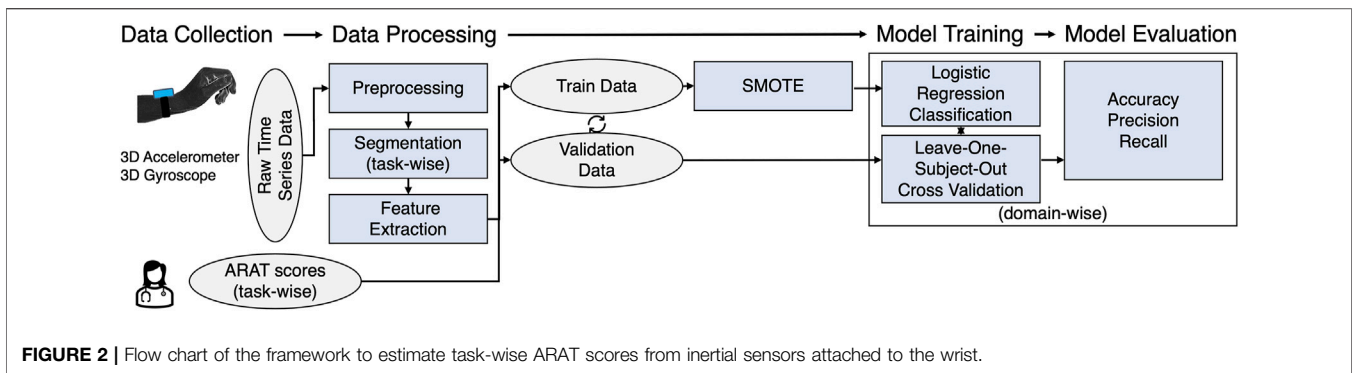 Data Collection
Data Processing
Model Training
Model Evaluation
3D Accelerometer
3D Gyroscope
Raw Time
Series Data
Preprocessing
Segmentation
(task-wise)
Feature
Extraction
ARAT scores
(task-wise)
Train Data
Validation
Data
SMOTE
Logistic
Regression
Classification
Leave-One-
Subject-Out
Cross Validation
(domain-wise)
Accuracy
Precision
Recall
FIGURE 2 | Flow chart of the framework to estimate task-wise ARAT scores from inertial sensors attached to the wrist.